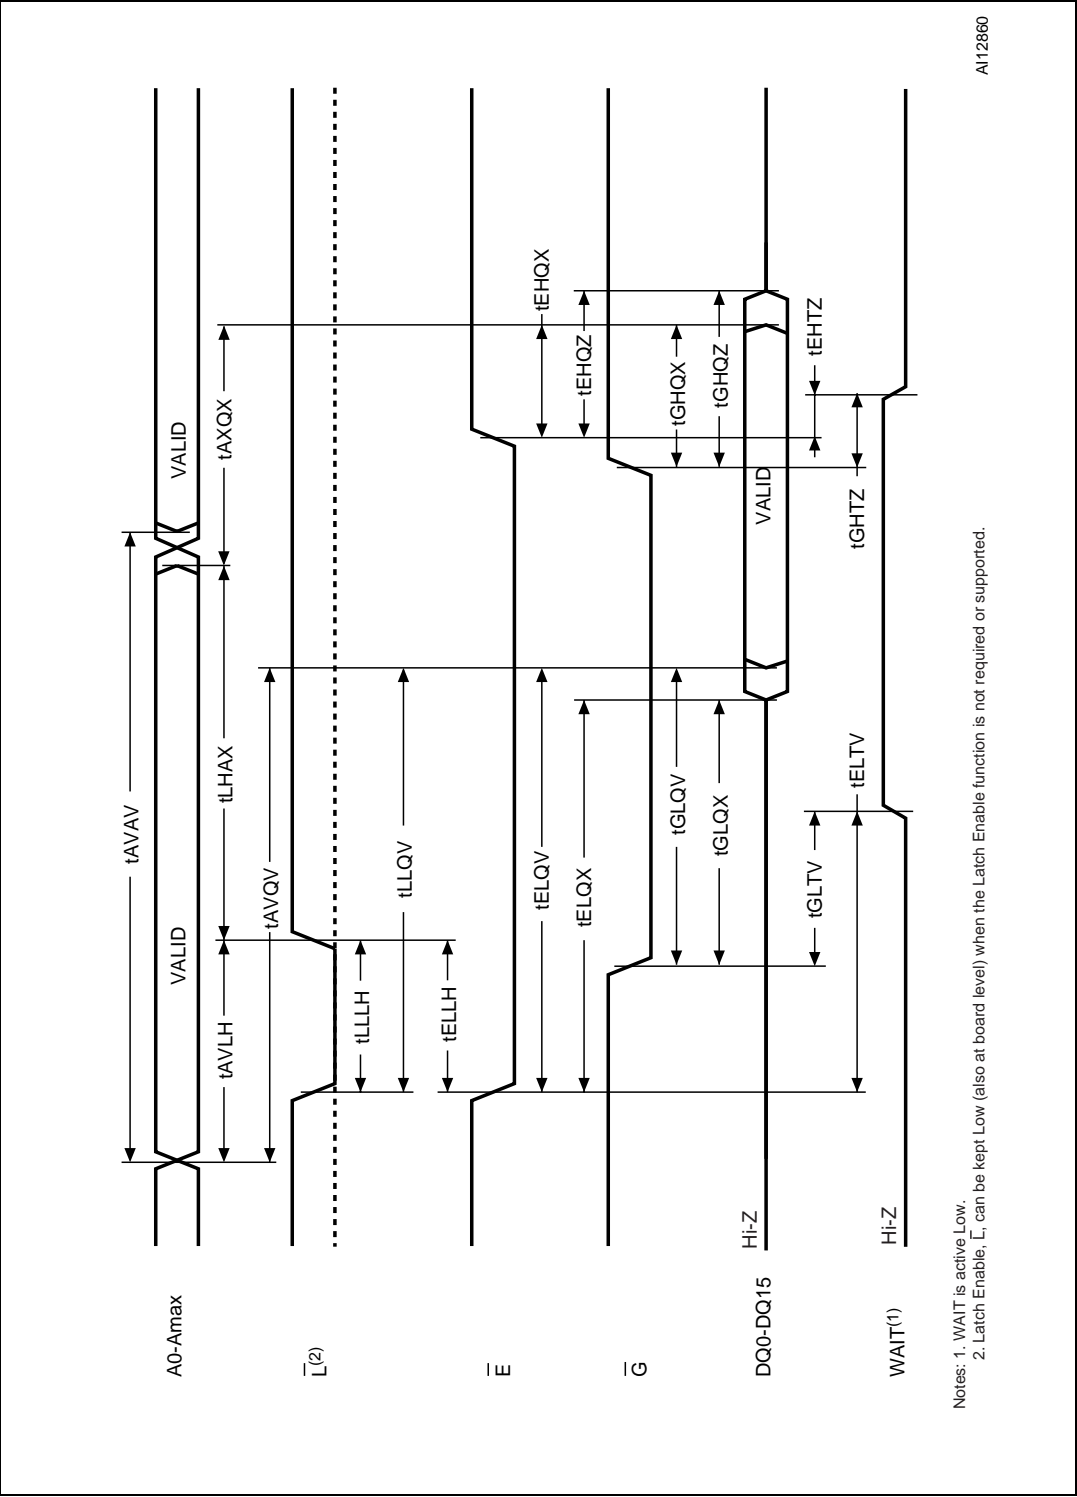 tAVAV
A0-Amax
VALID
VALID
tAVLH
tLHAX
tAXQX
tAVQV
L(2)
tLLLH
tLLQV
tELLH
E
tELQV
tEHQX
tELQX
tEHQZ
G
tGLQV
tGHQX
tGLQX
tGHQZ
DQ0-DQ15
Hi-Z
VALID
tGLTV
tEHTZ
tELTV
tGHTZ
WAIT(1)
Hi-Z
Notes: 1. WAIT is active Low.
2. Latch Enable, L, can be kept Low (also at board level) when the Latch Enable function is not required or supported.
AI12860